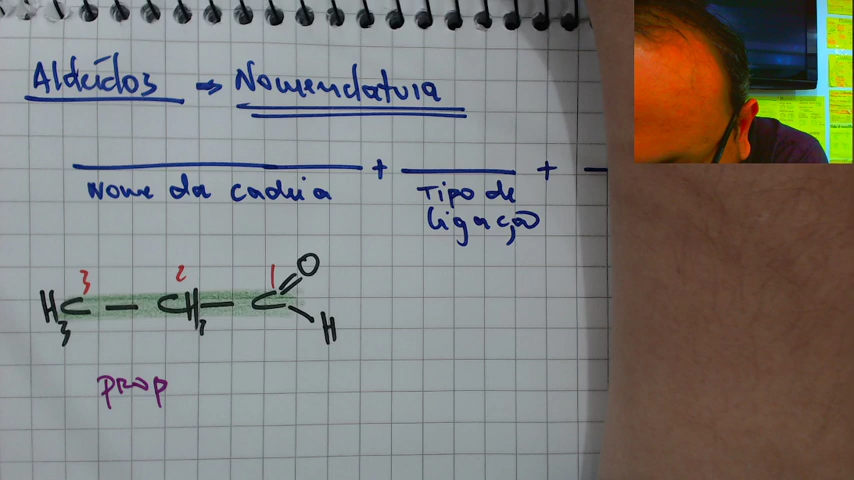 Aldeídos → Nomenclatura
+ +
Nome da cadeia Tipo de
ligação
3 2 1 O
H3C — CH2 — C
H
prop